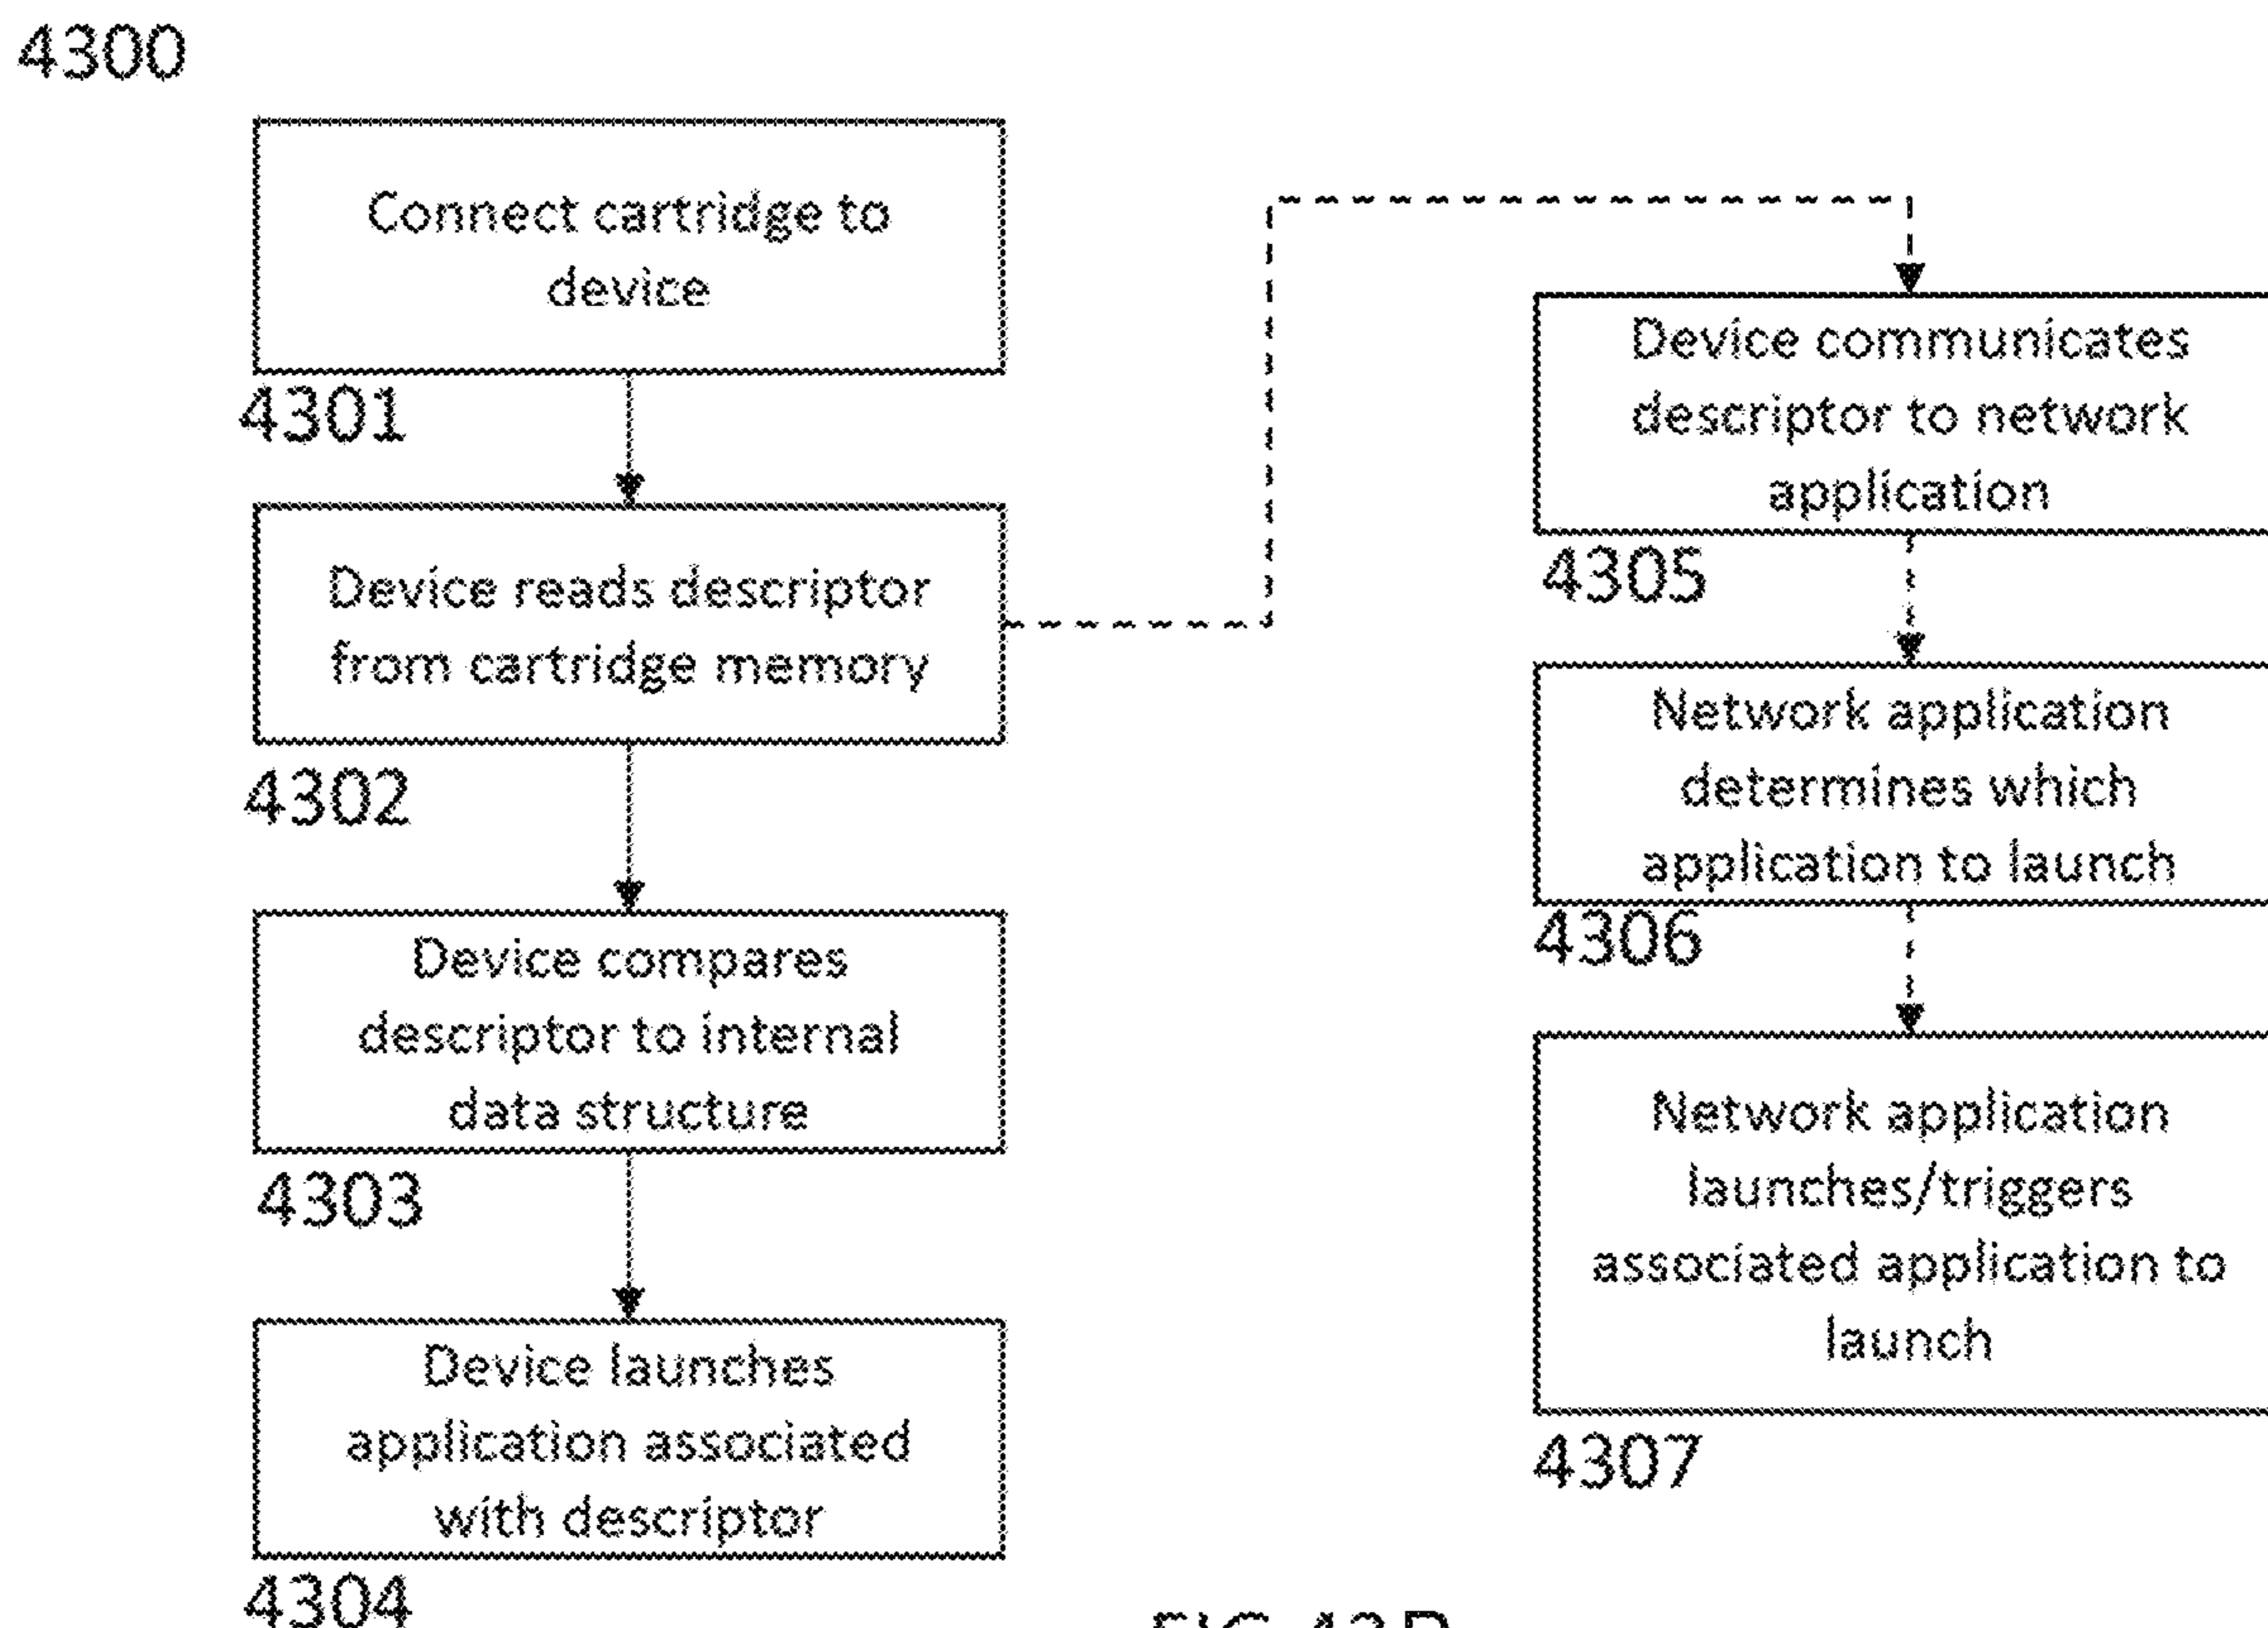 4300
Connect cartridge to
device
4301
Device reads descriptor
from cartridge memory
4302
Device compares
descriptor to internal
data structure
4303
Device launches
application associated
with descriptor
4304
Device communicates
descriptor to network
application
4305
Network application
determines which
application to launch
4306
Network application
launches/triggers
associated application to
launch
4307